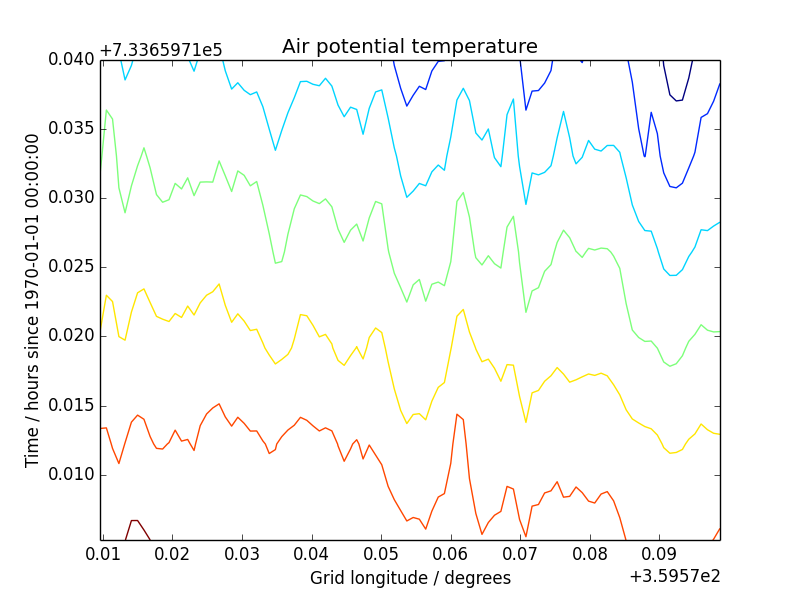 Air potential temperature
+7.3365971e5
0.040
0.035
0.030
0.025
0.020
0.015
0.010
Time / hours since 1970-01-01 00:00:00
0.01 0.02 0.03 0.04 0.05 0.06 0.07 0.08 0.09
Grid longitude / degrees
+3.5957e2